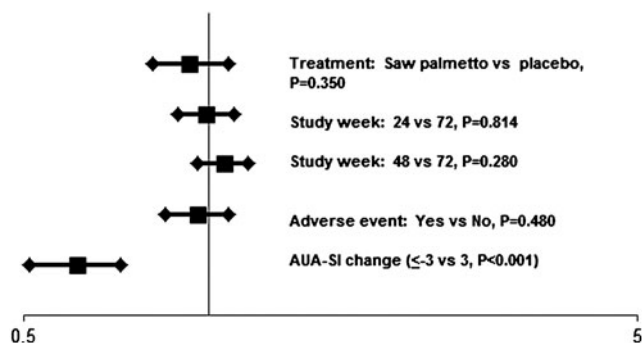 Treatment: Saw palmetto vs placebo,
P=0.350
Study week: 24 vs 72, P=0.814
Study week: 48 vs 72, P=0.280
Adverse event: Yes vs No, P=0.480
AUA-SI change (≤-3 vs 3, P<0.001)
0.5 5